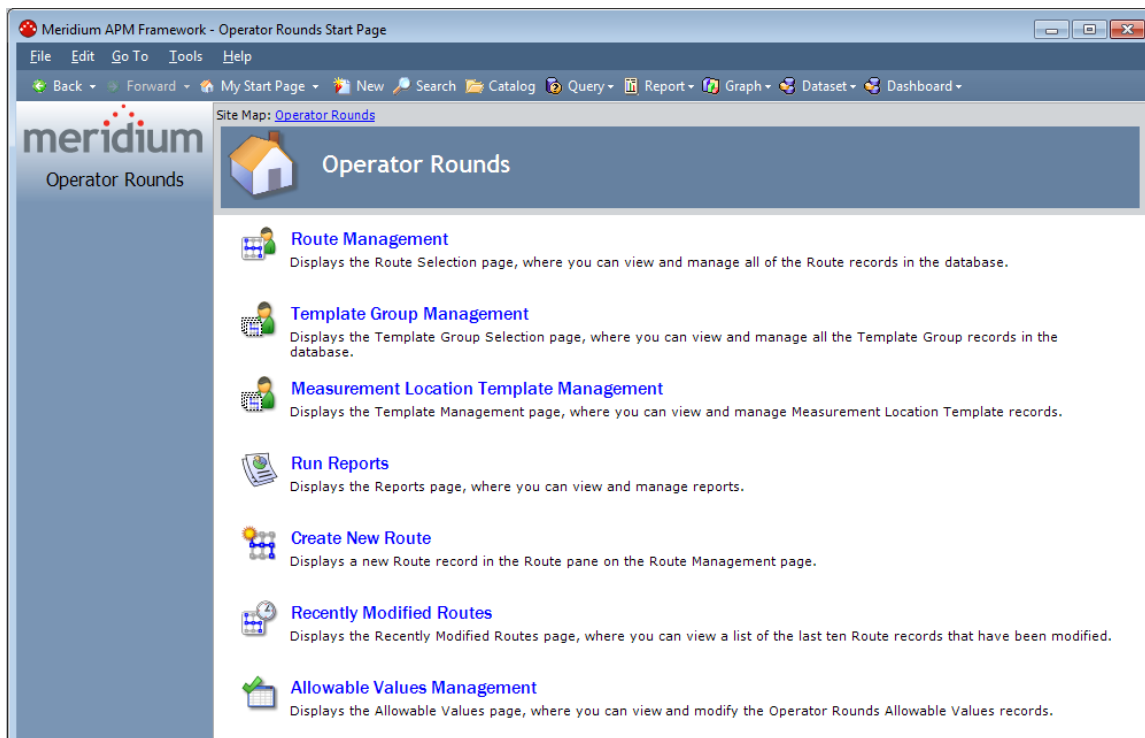 Meridium APM Framework - Operator Rounds Start Page
File Edit Go To Tools Help
Back Forward My Start Page New Search Catalog Query Report Graph Dataset Dashboard
meridium
Operator Rounds
Site Map: Operator Rounds
Operator Rounds
Route Management
Displays the Route Selection page, where you can view and manage all of the Route records in the database.
Template Group Management
Displays the Template Group Selection page, where you can view and manage all the Template Group records in the
database.
Measurement Location Template Management
Displays the Template Management page, where you can view and manage Measurement Location Template records.
Run Reports
Displays the Reports page, where you can view and manage reports.
Create New Route
Displays a new Route record in the Route pane on the Route Management page.
Recently Modified Routes
Displays the Recently Modified Routes page, where you can view a list of the last ten Route records that have been modified.
Allowable Values Management
Displays the Allowable Values page, where you can view and modify the Operator Rounds Allowable Values records.